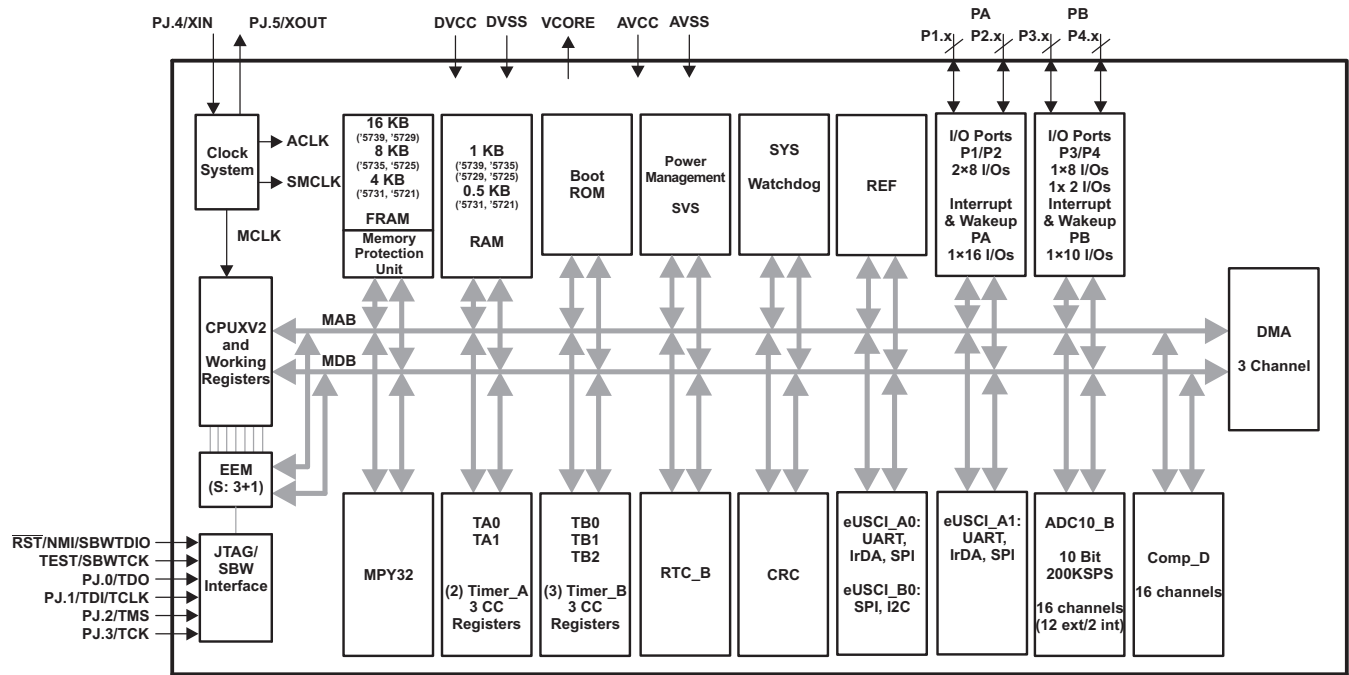 PJ.4/XIN
PJ.5/XOUT
DVCC
DVSS
VCORE
AVCC
AVSS
PA
PB
P1.x
P2.x
P3.x
P4.x
Clock
System
ACLK
SMCLK
MCLK
16 KB
('5739, '5729)
8 KB
('5735, '5725)
4 KB
('5731, '5721)
FRAM
Memory
Protection
Unit
1 KB
('5739, '5735)
('5729, '5725)
0.5 KB
('5731, '5721)
RAM
Boot
ROM
Power
Management
SVS
SYS
Watchdog
REF
I/O Ports
P1/P2
2×8 I/Os
Interrupt
& Wakeup
PA
1×16 I/Os
I/O Ports
P3/P4
1×8 I/Os
1x 2 I/Os
Interrupt
& Wakeup
PB
1×10 I/Os
CPUXV2
and
Working
Registers
MAB
MDB
DMA
3 Channel
EEM
(S: 3+1)
RST/NMI/SBWTDIO
TEST/SBWTCK
PJ.0/TDO
PJ.1/TDI/TCLK
PJ.2/TMS
PJ.3/TCK
JTAG/
SBW
Interface
MPY32
TA0
TA1
(2) Timer_A
3 CC
Registers
TB0
TB1
TB2
(3) Timer_B
3 CC
Registers
RTC_B
CRC
eUSCI_A0:
UART,
IrDA, SPI
eUSCI_B0:
SPI, I2C
eUSCI_A1:
UART,
IrDA, SPI
ADC10_B
10 Bit
200KSPS
16 channels
(12 ext/2 int)
Comp_D
16 channels